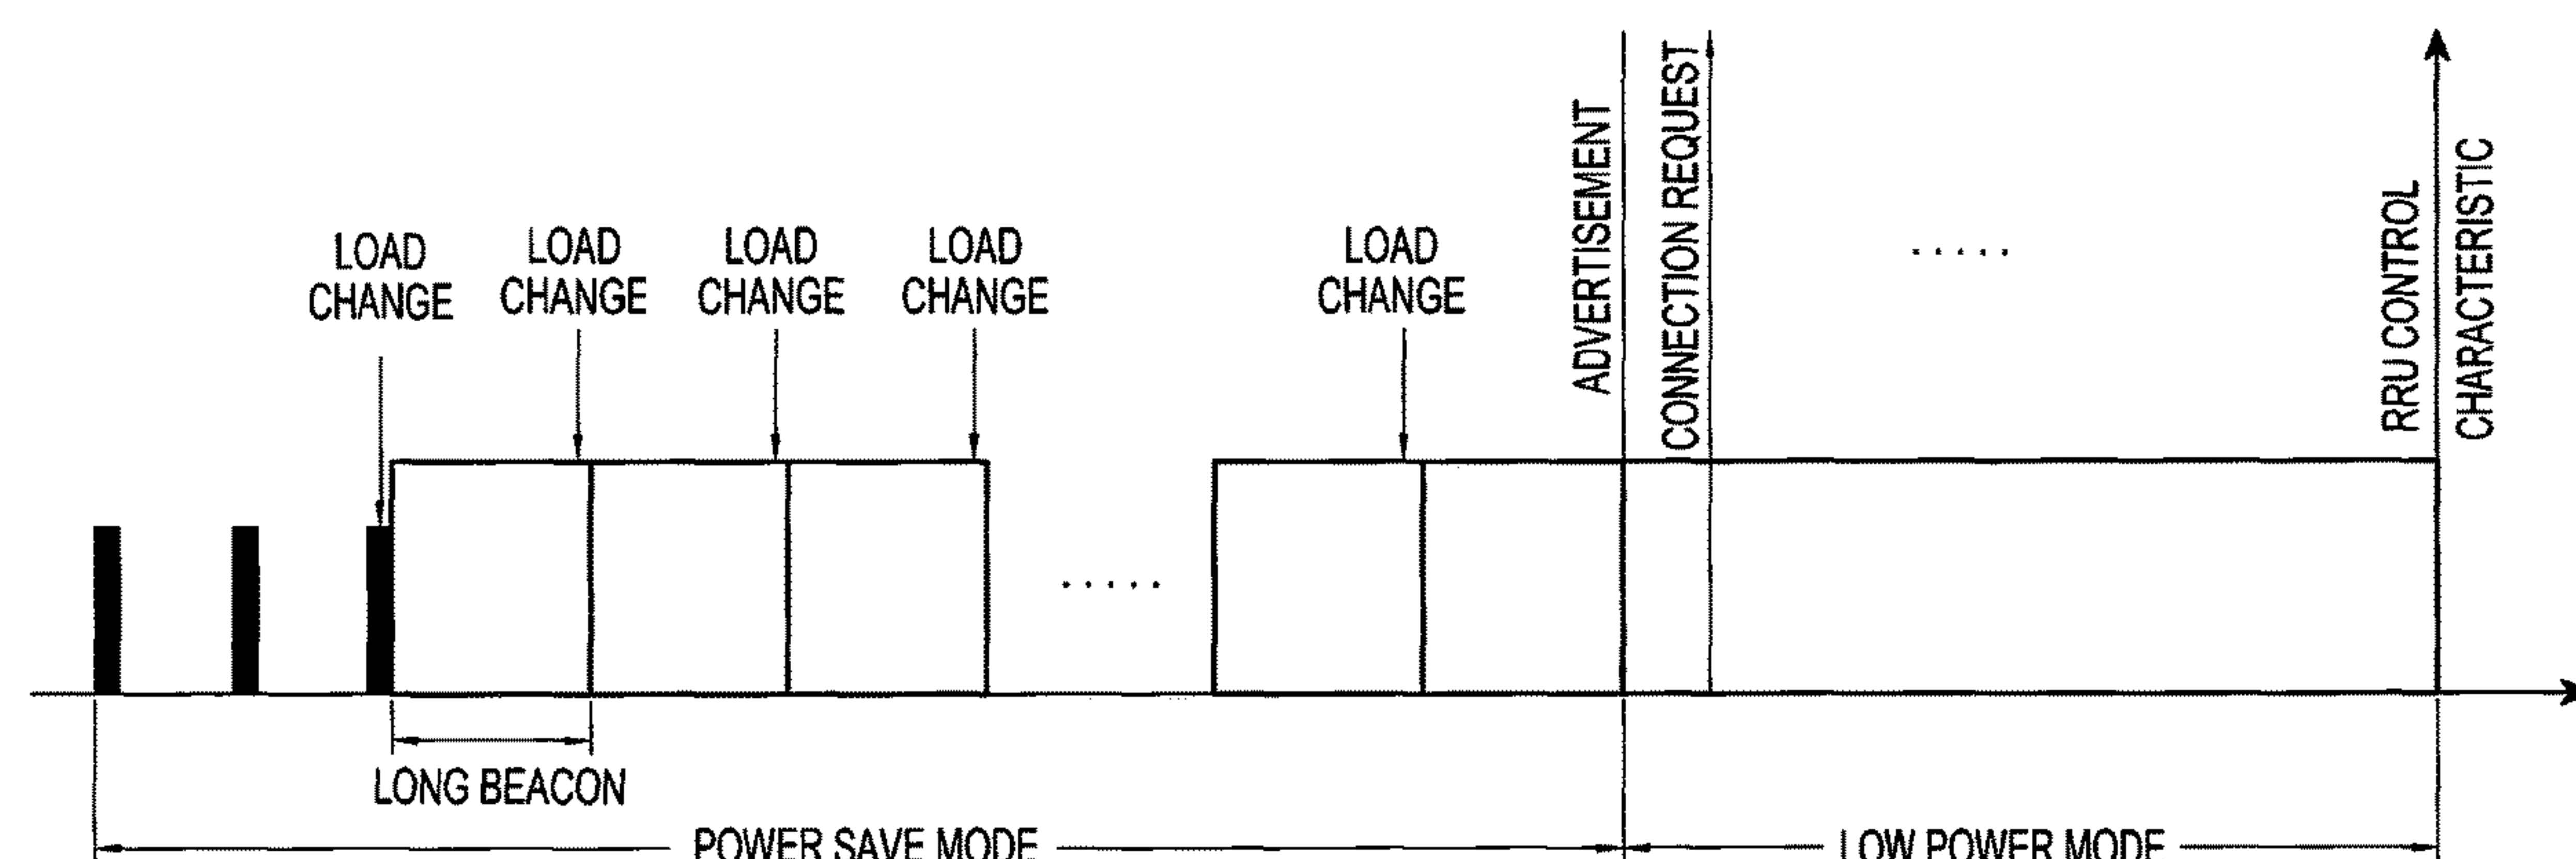 LOAD
CHANGE
LOAD
CHANGE
LOAD
CHANGE
LOAD
CHANGE
LOAD
CHANGE
ADVERTISEMENT
CONNECTION REQUEST
RRU CONTROL
CHARACTERISTIC
LONG BEACON
POWER SAVE MODE
LOW POWER MODE